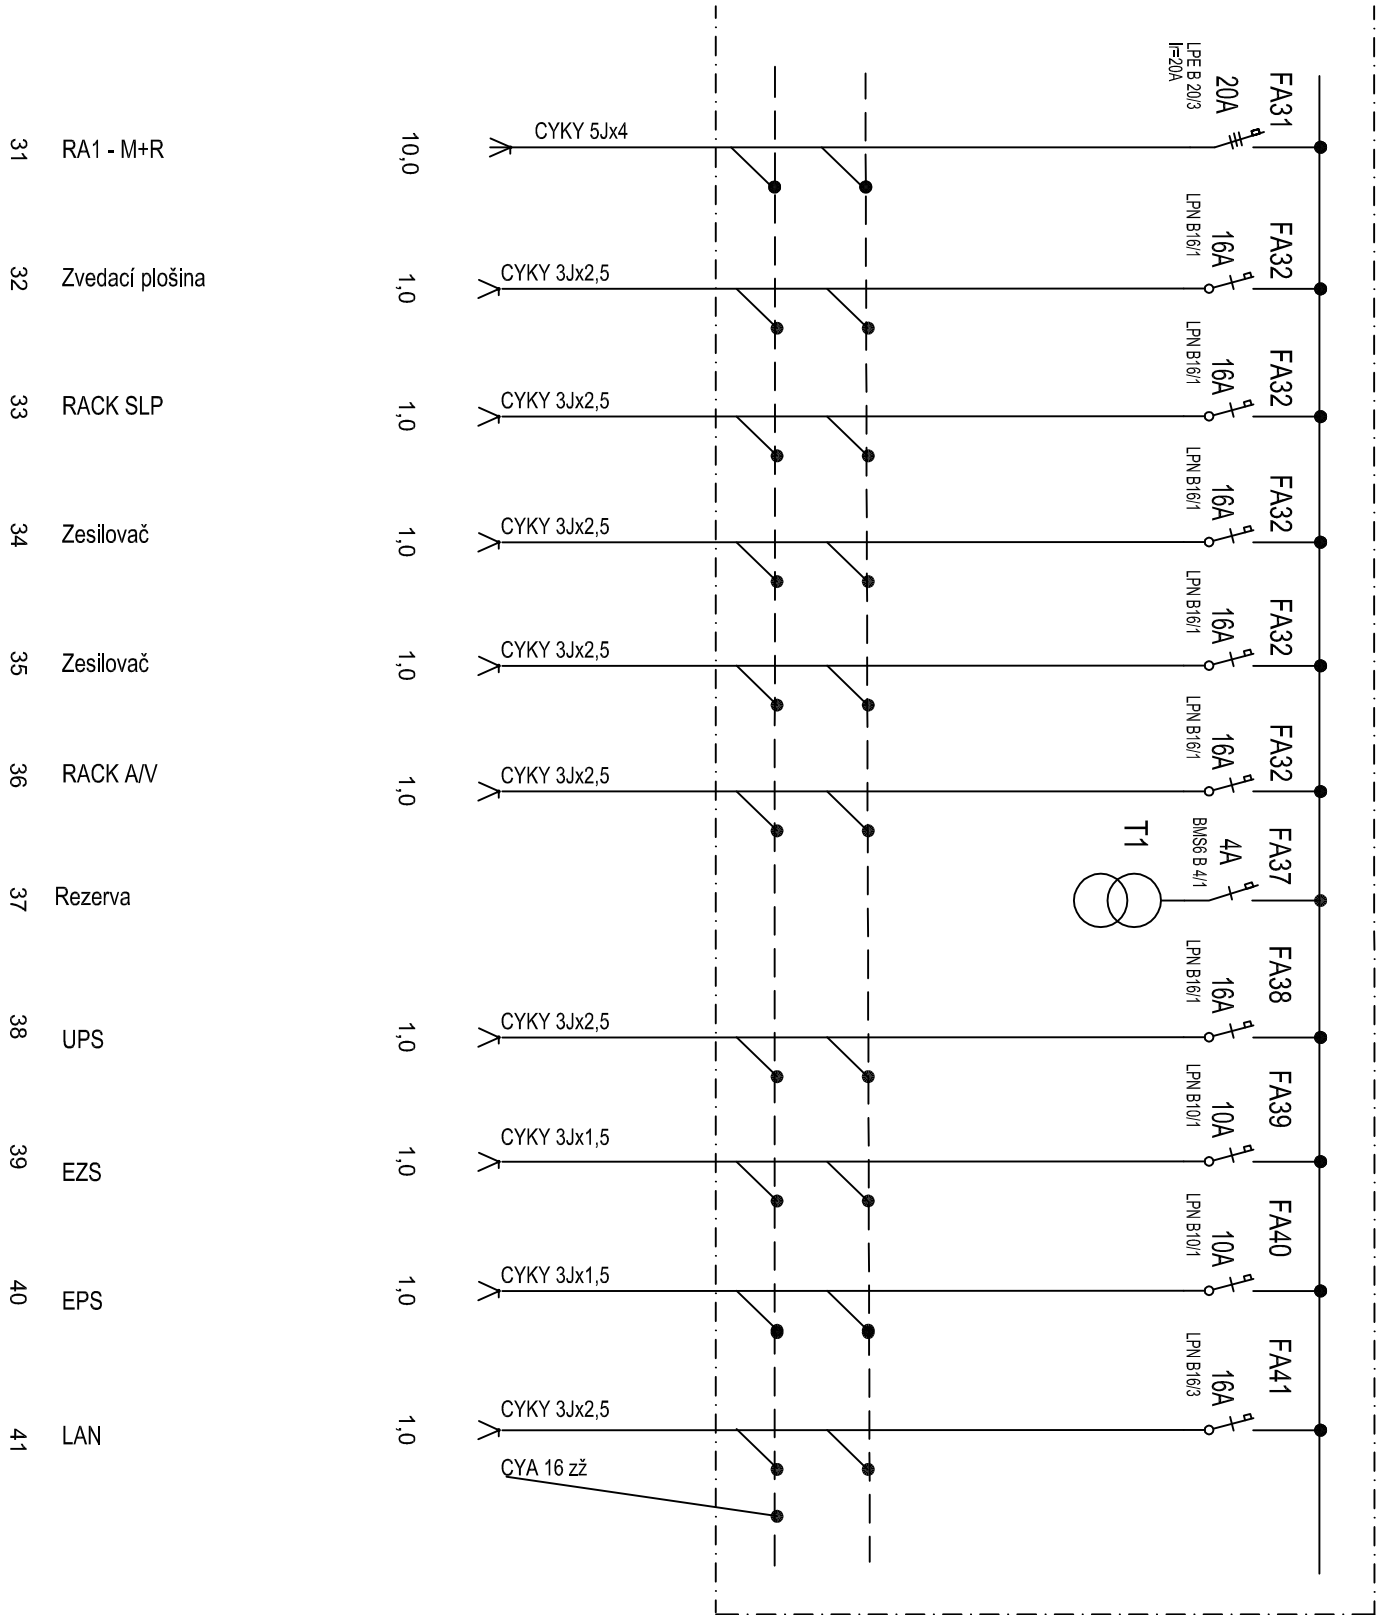 31 RA1 - M+R 10,0 CYKY 5Jx4 LPE B 20/3 Ir=20A 20A FA31
32 Zvedací plošina 1,0 CYKY 3Jx2,5 LPN B16/1 16A FA32
33 RACK SLP 1,0 CYKY 3Jx2,5 LPN B16/1 16A FA32
34 Zesilovač 1,0 CYKY 3Jx2,5 LPN B16/1 16A FA32
35 Zesilovač 1,0 CYKY 3Jx2,5 LPN B16/1 16A FA32
36 RACK A/V 1,0 CYKY 3Jx2,5 LPN B16/1 16A FA32
37 Rezerva T1 BMS6 B 4/1 4A FA37
38 UPS 1,0 CYKY 3Jx2,5 LPN B16/1 16A FA38
39 EZS 1,0 CYKY 3Jx1,5 LPN B10/1 10A FA39
40 EPS 1,0 CYKY 3Jx1,5 LPN B10/1 10A FA40
41 LAN 1,0 CYKY 3Jx2,5 LPN B16/3 16A FA41
CYA 16 zž